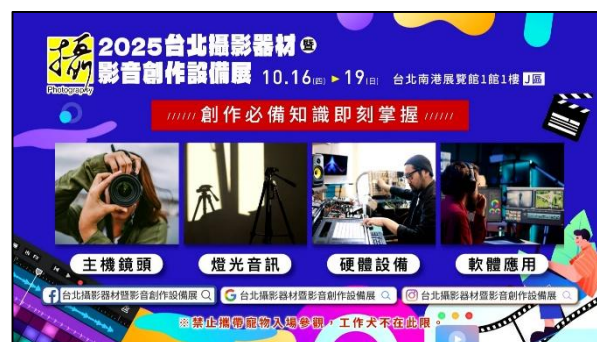 攝 2025台北攝影器材暨
Photography 影音創作設備展 10.16(四)▸19(日) 台北南港展覽館1館1樓 J區
////// 創作必備知識即刻掌握 //////
主機鏡頭 燈光音訊 硬體設備 軟體應用
台北攝影器材暨影音創作設備展 台北攝影器材暨影音創作設備展 台北攝影器材暨影音創作設備展
※禁止攜帶寵物入場參觀，工作犬不在此限。